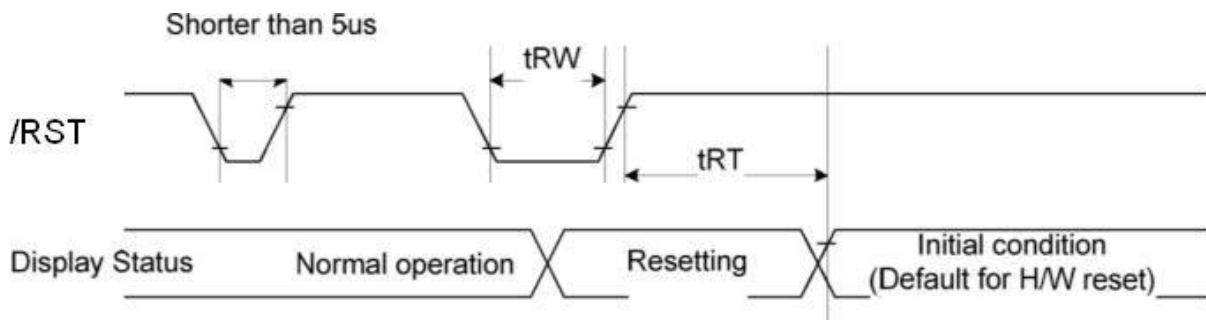 Shorter than 5us
tRW
/RST
tRT
Display Status
Normal operation
Resetting
Initial condition
(Default for H/W reset)